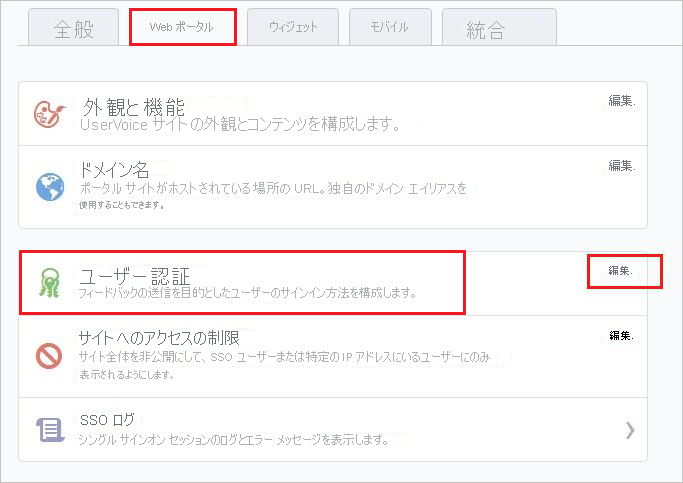 全般
Web ポータル
ウィジェット
モバイル
統合
外観と機能
編集.
UserVoice サイトの外観とコンテンツを構成します。
ドメイン名
編集.
ポータル サイトがホストされている場所の URL。独自のドメイン エイリアスを
使用することもできます。
ユーザー認証
編集.
フィードバックの送信を目的としたユーザーのサインイン方法を構成します。
サイトへのアクセスの制限
編集.
サイト全体を非公開にして、SSO ユーザーまたは特定の IP アドレスにいるユーザーにのみ
表示されるようにします。
SSO ログ
シングル サインオン セッションのログとエラー メッセージを表示します。